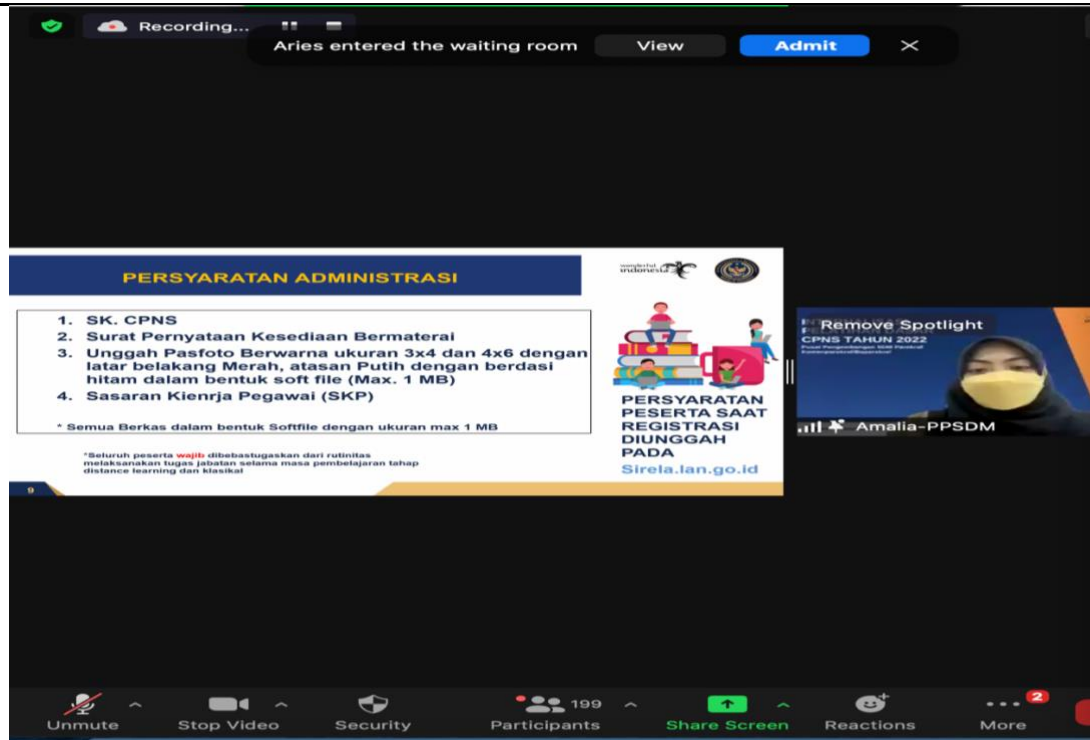 Recording...
Aries entered the waiting room View Admit
PERSYARATAN ADMINISTRASI
wonderful
indonesia
1. SK. CPNS
2. Surat Pernyataan Kesediaan Bermaterai
3. Unggah Pasfoto Berwarna ukuran 3x4 dan 4x6 dengan
latar belakang Merah, atasan Putih dengan berdasi
hitam dalam bentuk soft file (Max. 1 MB)
4. Sasaran Kienrja Pegawai (SKP)
* Semua Berkas dalam bentuk Softfile dengan ukuran max 1 MB
*Seluruh peserta wajib dibebastugaskan dari rutinitas
melaksanakan tugas jabatan selama masa pembelajaran tahap
distance learning dan klasikal
9
PERSYARATAN
PESERTA SAAT
REGISTRASI
DIUNGGAH
PADA
Sirela.lan.go.id
Remove Spotlight
CPNS TAHUN 2022
Amalia-PPSDM
Unmute
Stop Video
Security
199
Participants
Share Screen
Reactions
2
More